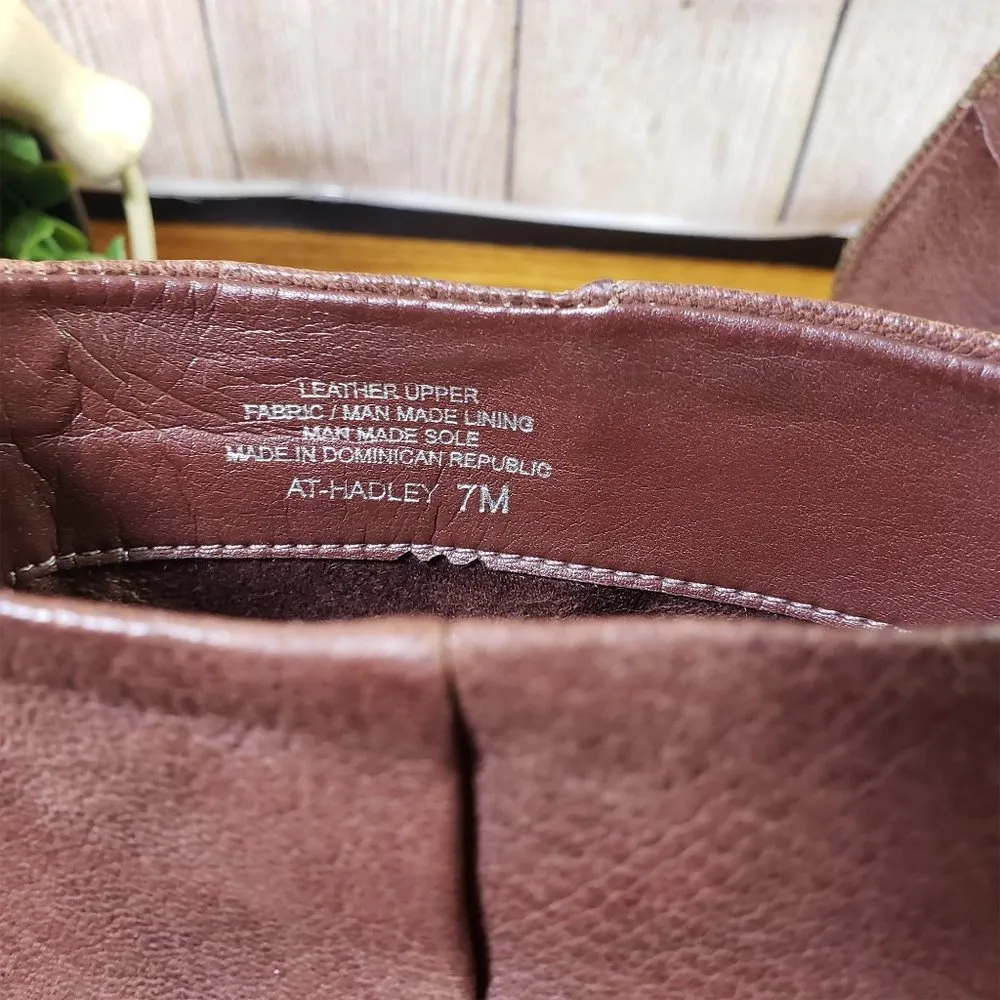 LEATHER UPPER
FABRIC / MAN MADE LINING
MAN MADE SOLE
MADE IN DOMINICAN REPUBLIC
AT-HADLEY 7M